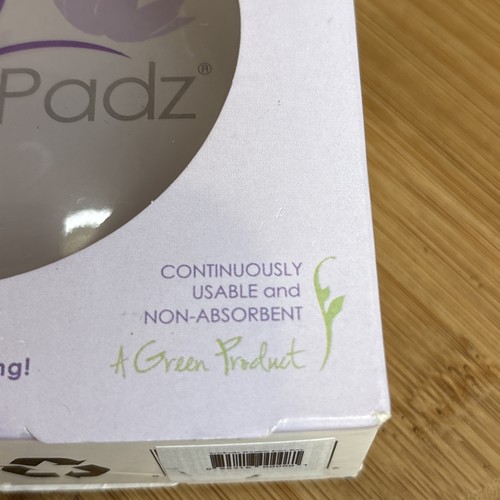 Padz®
CONTINUOUSLY
USABLE and
NON-ABSORBENT
A Green Product
ng!